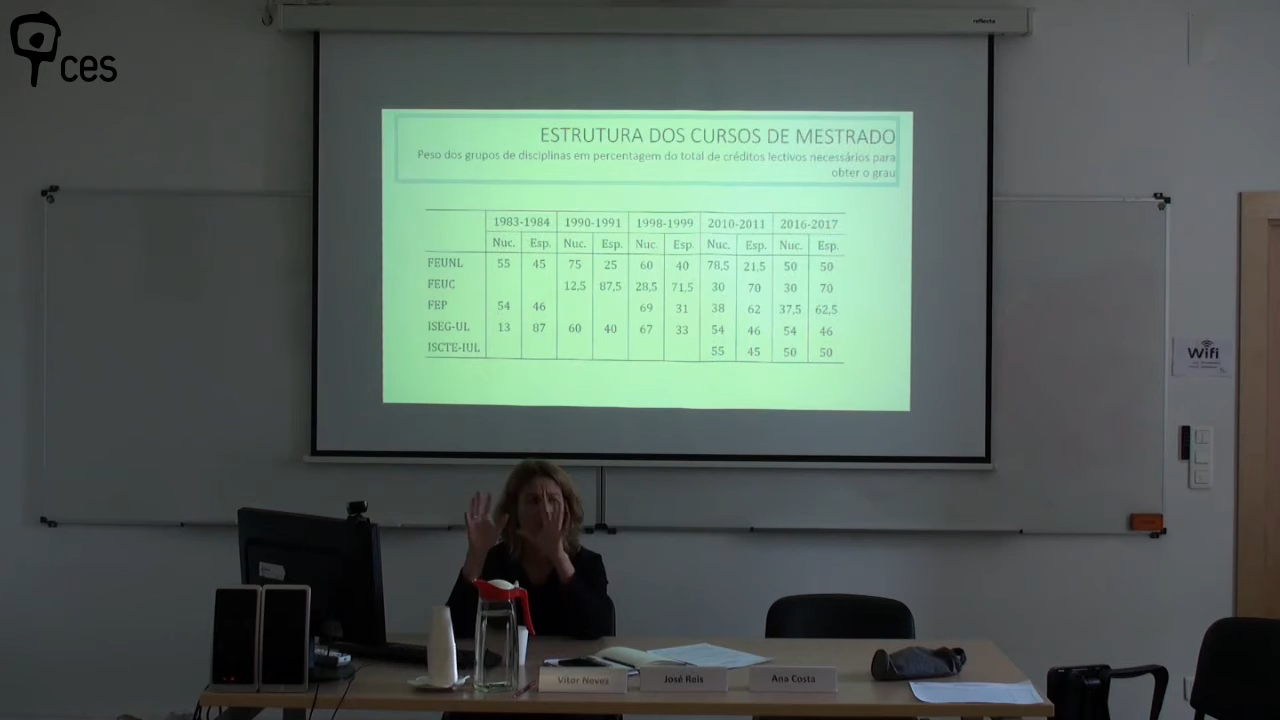 reflecta
ces
ESTRUTURA DOS CURSOS DE MESTRADO
Peso dos grupos de disciplinas em percentagem do total de créditos lectivos necessários para
obter o grau
1983-1984 1990-1991 1998-1999 2010-2011 2016-2017
Nuc. Esp. Nuc. Esp. Nuc. Esp. Nuc. Esp. Nuc. Esp.
FEUNL 55 45 75 25 60 40 78,5 21,5 50 50
FEUC 12,5 87,5 28,5 71,5 30 70 30 70
FEP 54 46 69 31 38 62 37,5 62,5
ISEG-UL 13 87 60 40 67 33 54 46 54 46
ISCTE-IUL 55 45 50 50
Wifi
Vítor Neves
José Reis
Ana Costa